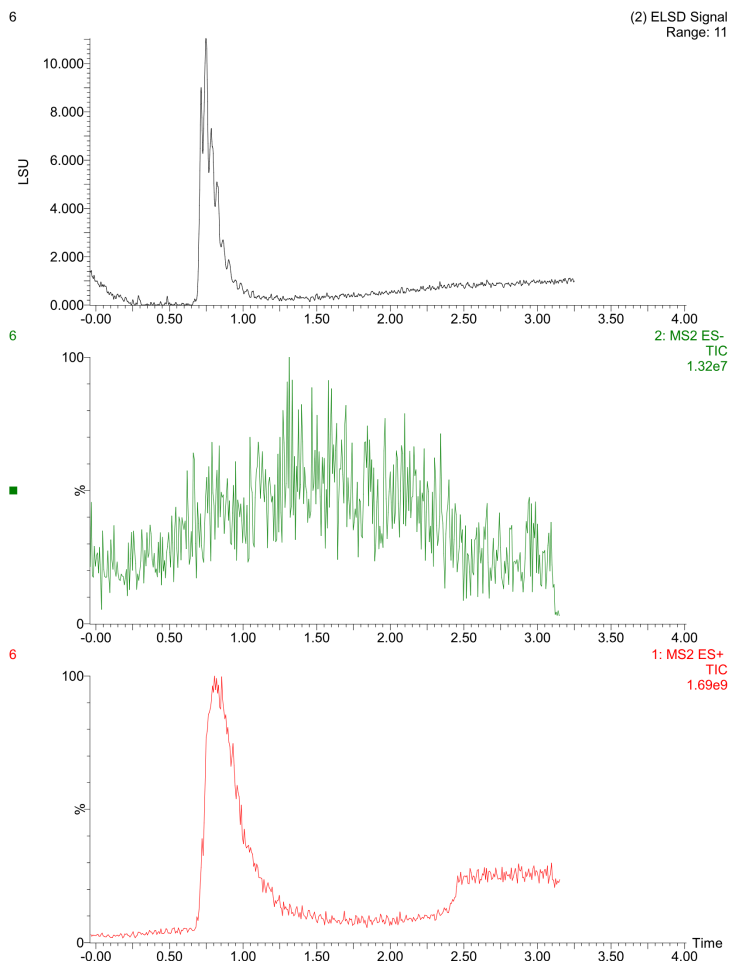 6
(2) ELSD Signal
Range: 11
10.000
8.000
6.000
4.000
2.000
0.000
LSU
-0.00 0.50 1.00 1.50 2.00 2.50 3.00 3.50 4.00
6
2: MS2 ES-
TIC
1.32e7
100
%
0
-0.00 0.50 1.00 1.50 2.00 2.50 3.00 3.50 4.00
6
1: MS2 ES+
TIC
1.69e9
100
%
0
Time
-0.00 0.50 1.00 1.50 2.00 2.50 3.00 3.50 4.00